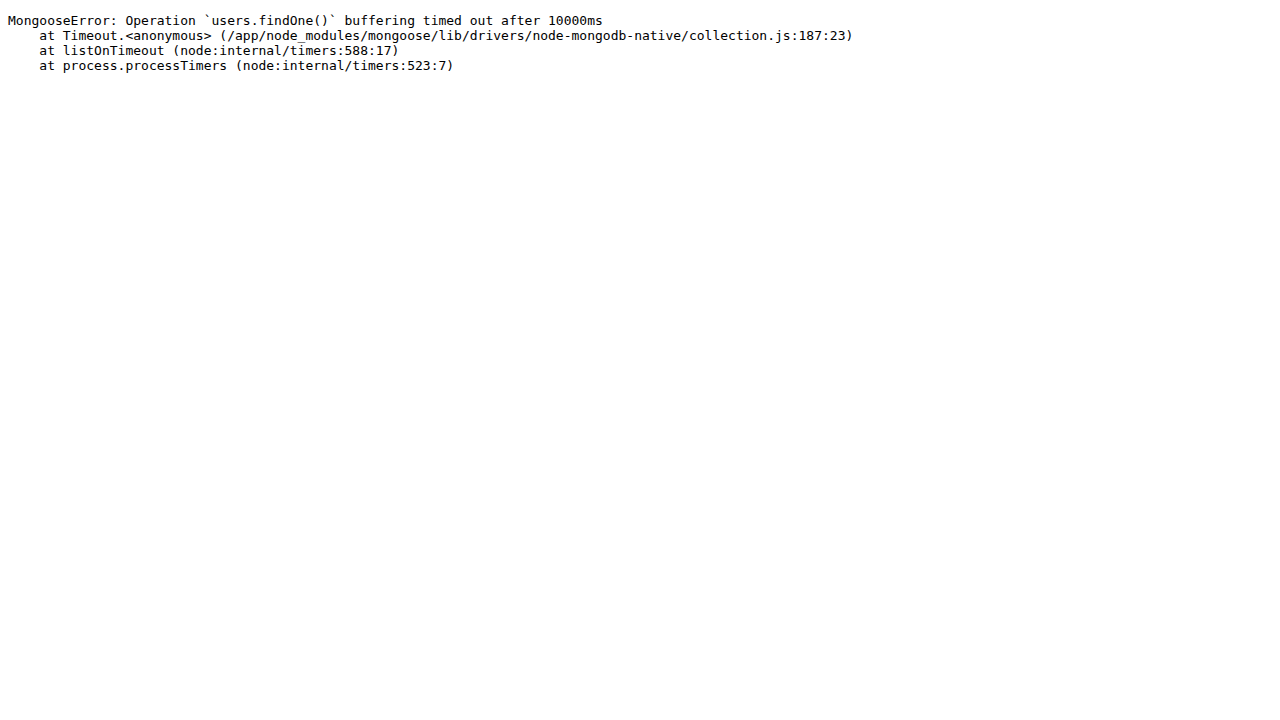 MongooseError: Operation `users.findOne()` buffering timed out after 10000ms
    at Timeout.<anonymous> (/app/node_modules/mongoose/lib/drivers/node-mongodb-native/collection.js:187:23)
    at listOnTimeout (node:internal/timers:588:17)
    at process.processTimers (node:internal/timers:523:7)